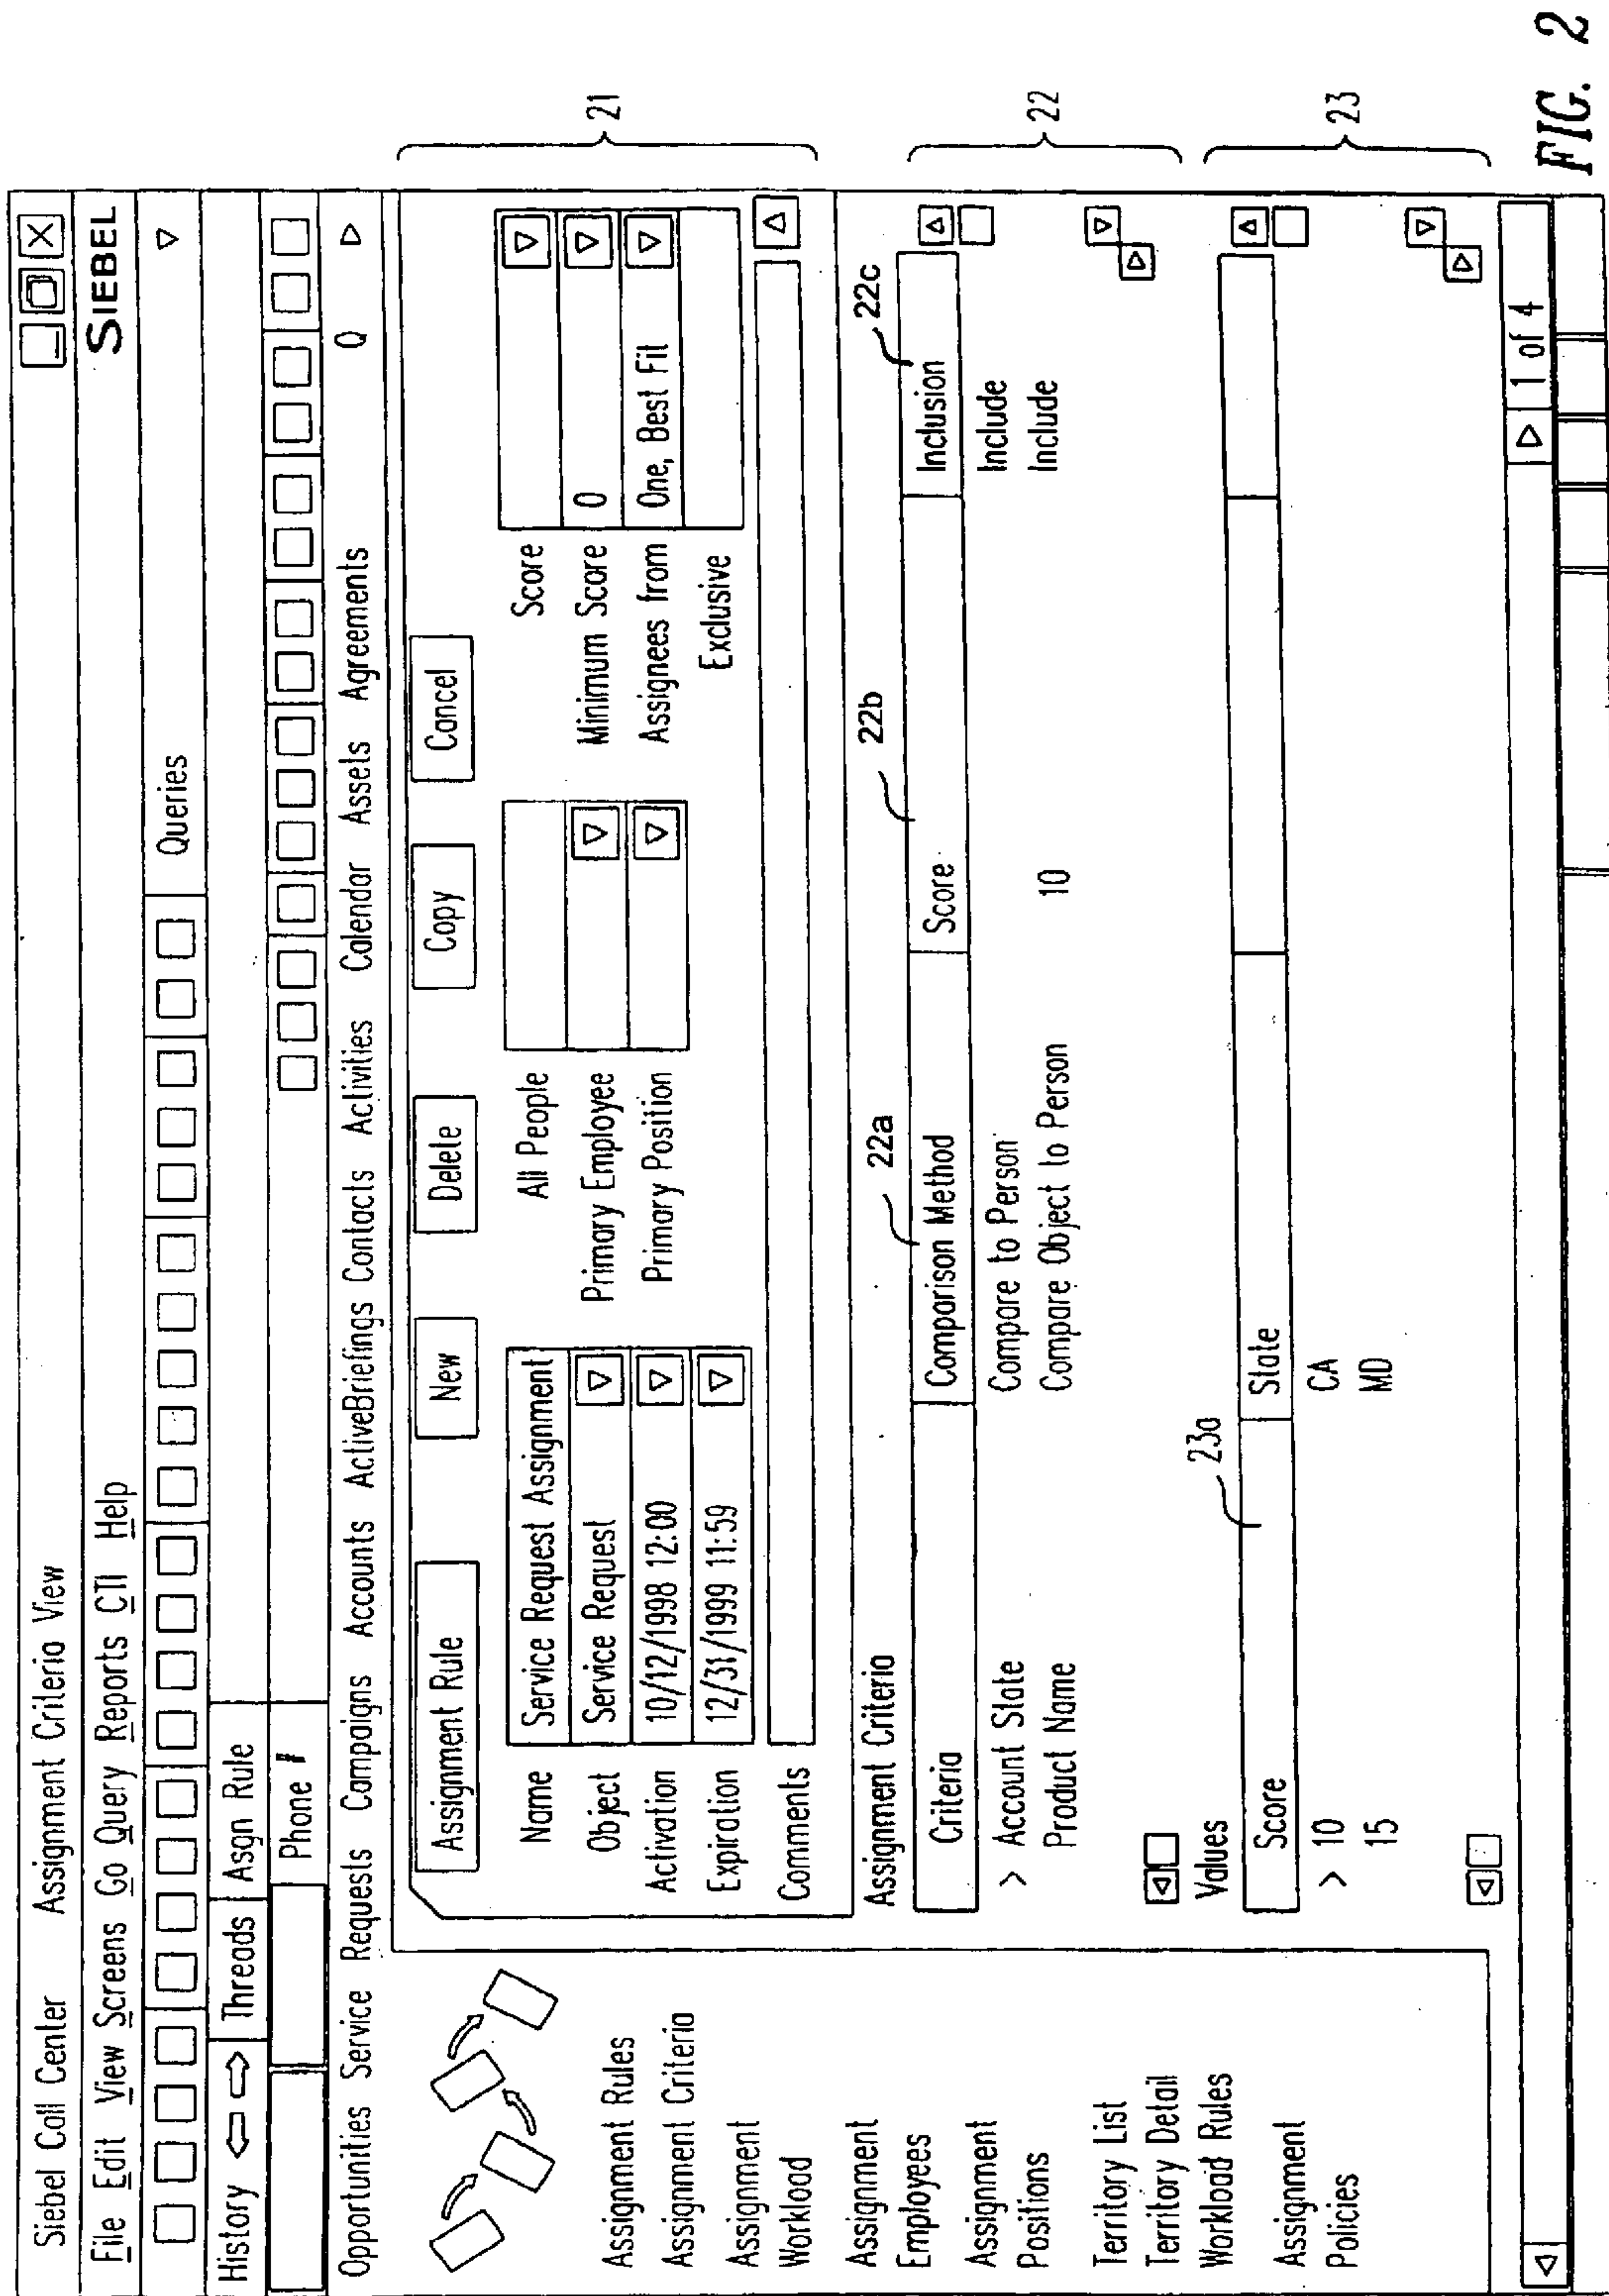 Siebel Call Center Assignment Criteria View
SIEBEL
File Edit View Screens Go Query Reports CTI Help
Queries
History Threads Asgn Rule
Phone #
Opportunities Service Requests Campaigns Accounts ActiveBriefings Contacts Activities Calendar Assets Agreements Q
Assignment Rules
Assignment Criteria
Assignment
Workload
Assignment
Employees
Assignment
Positions
Territory List
Territory Detail
Workload Rules
Assignment
Policies
Assignment Rule New Delete Copy Cancel
Name Service Request Assignment All People Score
Object Service Request Primary Employee Minimum Score 0
Activation 10/12/1998 12:00 Primary Position Assignees from One, Best Fit
Expiration 12/31/1999 11:59 Exclusive
Comments
21
Assignment Criteria 22a 22b 22c
Criteria Comparison Method Score Inclusion
> Account State Compare to Person Include
Product Name Compare Object to Person 10 Include
22
Values 23a
Score State
> 10 CA
15 MD
23
1 of 4
FIG. 2